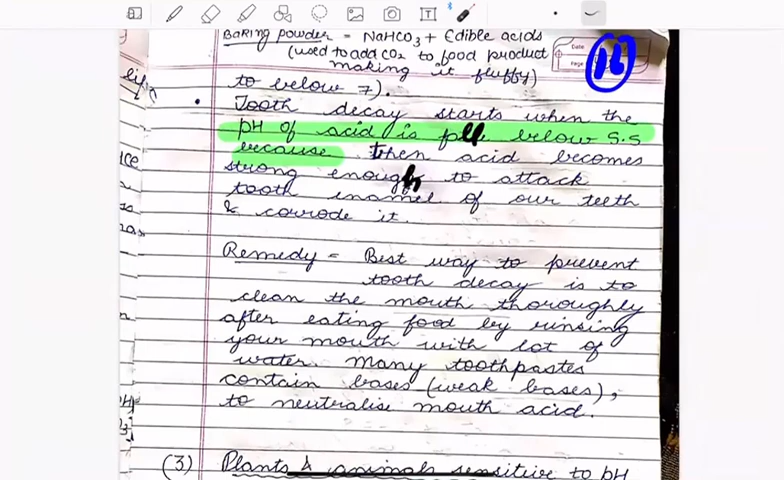 Baking powder = NaHCO3 + Edible acids
(used to add CO2 to food product
making it fluffy)
Date
Page
16
to below 7).
• Tooth decay starts when the
pH of acid is fall below 5.5
because then acid becomes
strong enough to attack
tooth enamel of our teeth
& corrode it.
Remedy = Best way to prevent
tooth decay is to
clean the mouth thoroughly
after eating food by rinsing
your mouth with lot of
water. Many toothpastes
contain bases (weak bases),
to neutralise mouth acid.
(3) Plants & animals sensitive to pH